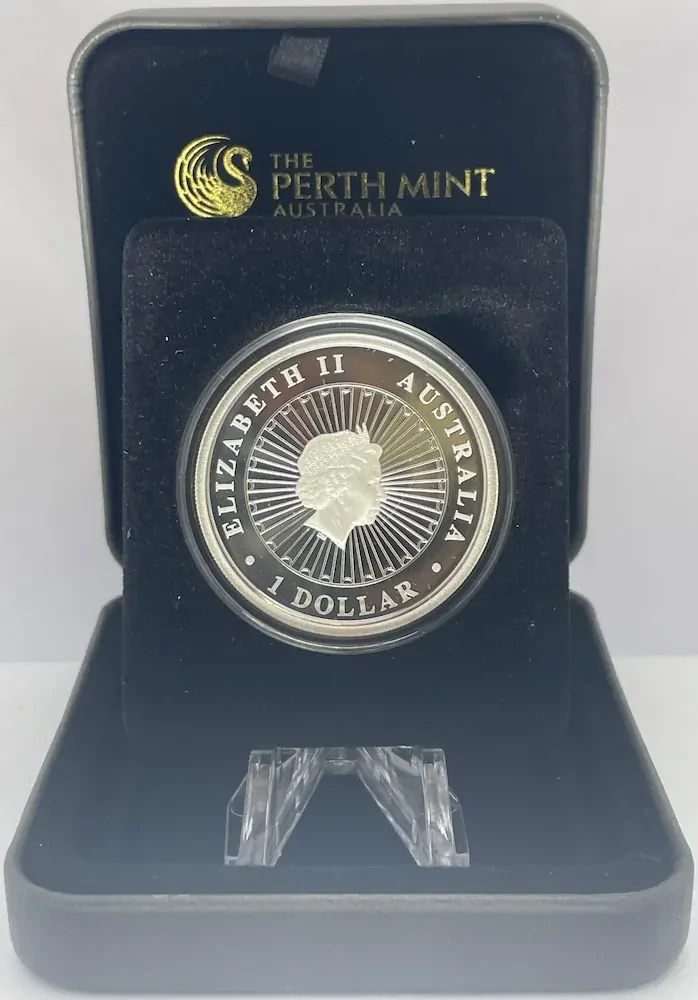 THE
PERTH MINT
AUSTRALIA
ELIZABETH II
AUSTRALIA
• 1 DOLLAR •